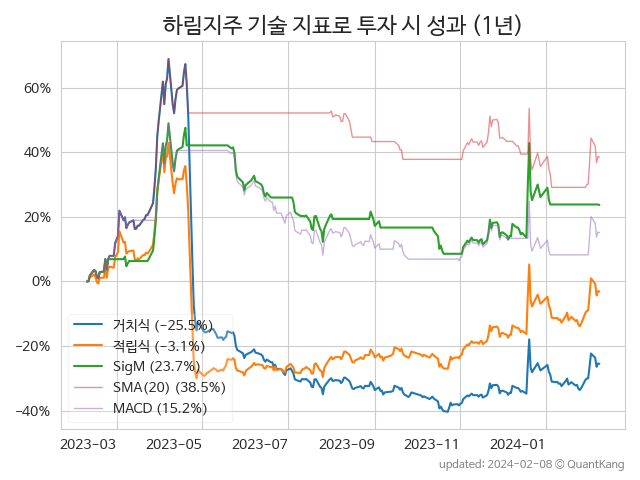 하림지주 기술 지표로 투자 시 성과 (1년)
60%
40%
20%
0%
−20%
−40%
거치식 (−25.5%)
적립식 (−3.1%)
SigM (23.7%)
SMA(20) (38.5%)
MACD (15.2%)
2023-03 2023-05 2023-07 2023-09 2023-11 2024-01
updated: 2024-02-08 © QuantKang